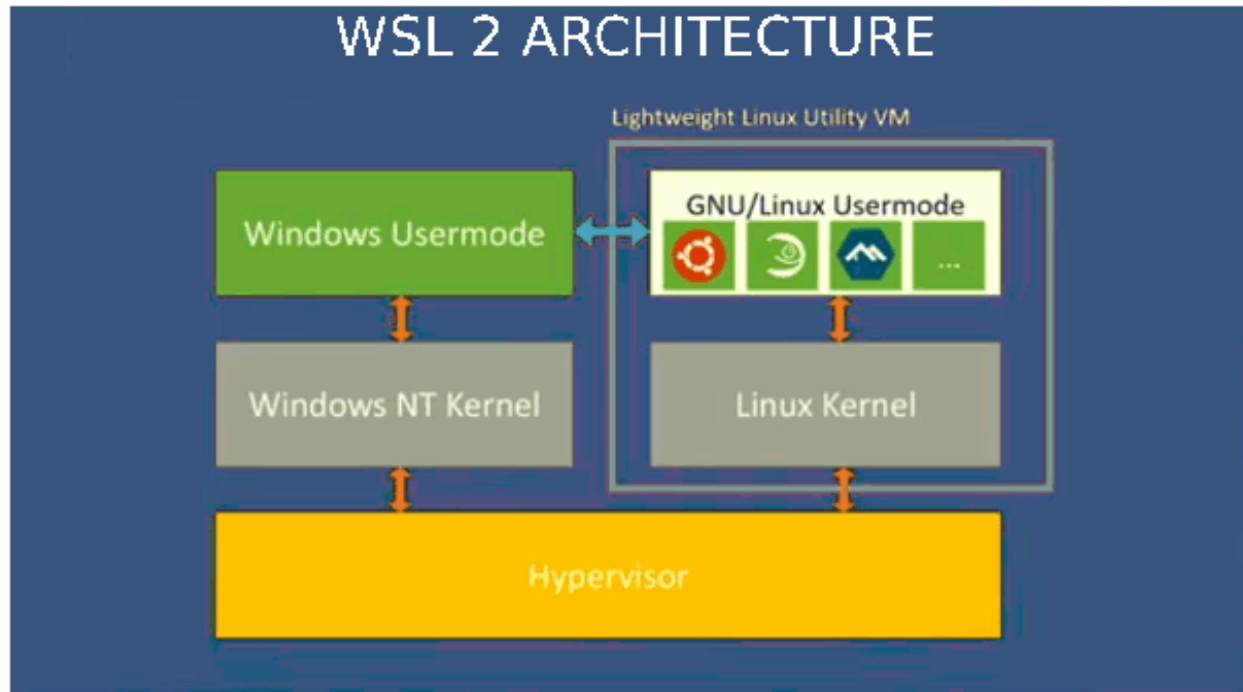 WSL 2 ARCHITECTURE
Lightweight Linux Utility VM
Windows Usermode
GNU/Linux Usermode
...
Windows NT Kernel
Linux Kernel
Hypervisor